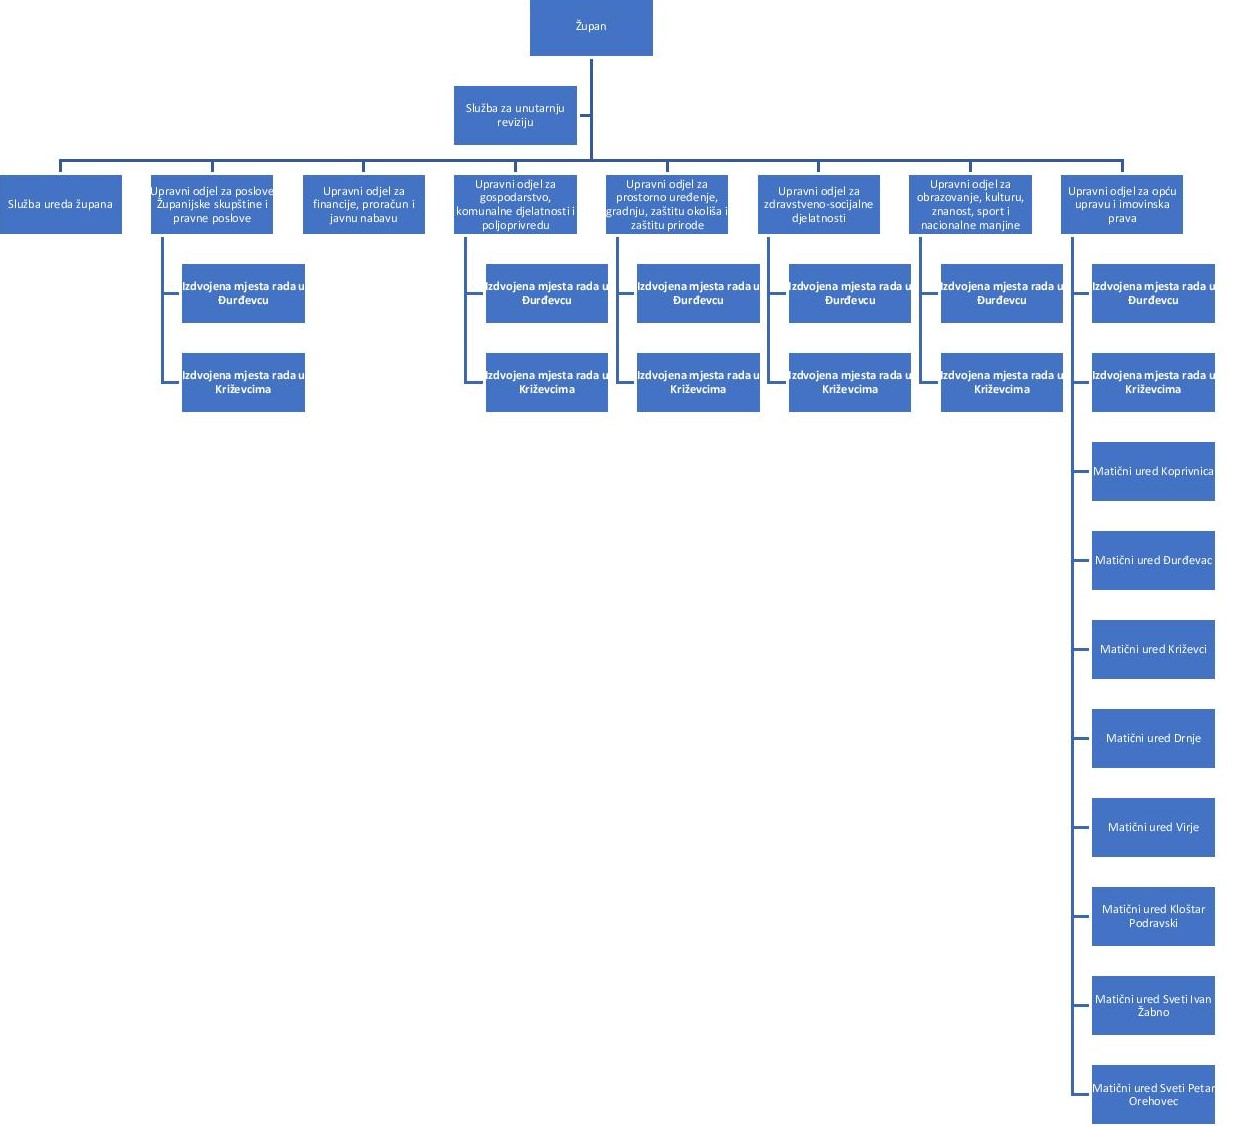 Župan
Služba za unutarnju
reviziju
Služba ureda župana
Upravni odjel za poslove
Županijske skupštine i
pravne poslove
Upravni odjel za
financije, proračun i
javnu nabavu
Upravni odjel za
gospodarstvo,
komunalne djelatnosti i
poljoprivredu
Upravni odjel za
prostorno uređenje,
gradnju, zaštitu okoliša i
zaštitu prirode
Upravni odjel za
zdravstveno-socijalne
djelatnosti
Upravni odjel za
obrazovanje, kulturu,
znanost, sport i
nacionalne manjine
Upravni odjel za opću
upravu i imovinska
prava
Izdvojena mjesta rada u
Đurđevcu
Izdvojena mjesta rada u
Đurđevcu
Izdvojena mjesta rada u
Đurđevcu
Izdvojena mjesta rada u
Đurđevcu
Izdvojena mjesta rada u
Đurđevcu
Izdvojena mjesta rada u
Đurđevcu
Izdvojena mjesta rada u
Križevcima
Izdvojena mjesta rada u
Križevcima
Izdvojena mjesta rada u
Križevcima
Izdvojena mjesta rada u
Križevcima
Izdvojena mjesta rada u
Križevcima
Izdvojena mjesta rada u
Križevcima
Matični ured Koprivnica
Matični ured Đurđevac
Matični ured Križevci
Matični ured Drnje
Matični ured Virje
Matični ured Kloštar
Podravski
Matični ured Sveti Ivan
Žabno
Matični ured Sveti Petar
Orehovec